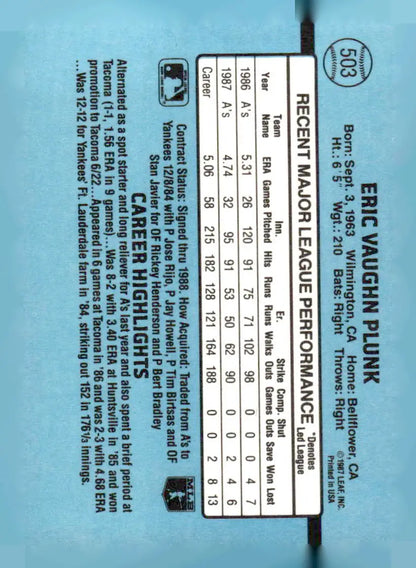 503
ERIC VAUGHN PLUNK
Born: Sept. 3, 1963 Wilmington, CA Home: Bellflower, CA
Ht.: 6'5" Wgt.: 210 Bats: Right Throws: Right
© 1987 LEAF, INC.
Printed in USA
RECENT MAJOR LEAGUE PERFORMANCE
*Denotes
Led League
Year Team Name ERA Games Inn. Pitched Hits Runs Er. Runs Walks Strike Outs Comp. Games Shut Outs Save Won Lost
1986 A's 5.31 26 120 91 75 71 102 98 0 0 0 4 7
1987 A's 4.74 32 95 91 53 50 62 90 0 0 2 4 6
Career 5.06 58 215 182 128 121 164 188 0 0 2 8 13
Contract Status: Signed thru 1988. How Acquired: Traded from A's to
Yankees 12/8/84 with P Jose Rijo, P Jay Howell, P Tim Birtsas and OF
Stan Javier for OF Rickey Henderson and P Bert Bradley
MLB
CAREER HIGHLIGHTS
Alternated as a spot starter and long reliever for A's last year and also spent a brief period at
Tacoma (1-1, 1.56 ERA in 9 games)...Was 8-2 with 3.40 ERA at Huntsville in '85 and won
promotion to Tacoma 6/22...Appeared in 6 games at Tacoma in '86 and was 2-3 with 4.68 ERA
...Was 12-12 for Yankees Ft. Lauderdale farm in '84, striking out 152 in 176⅓ innings.